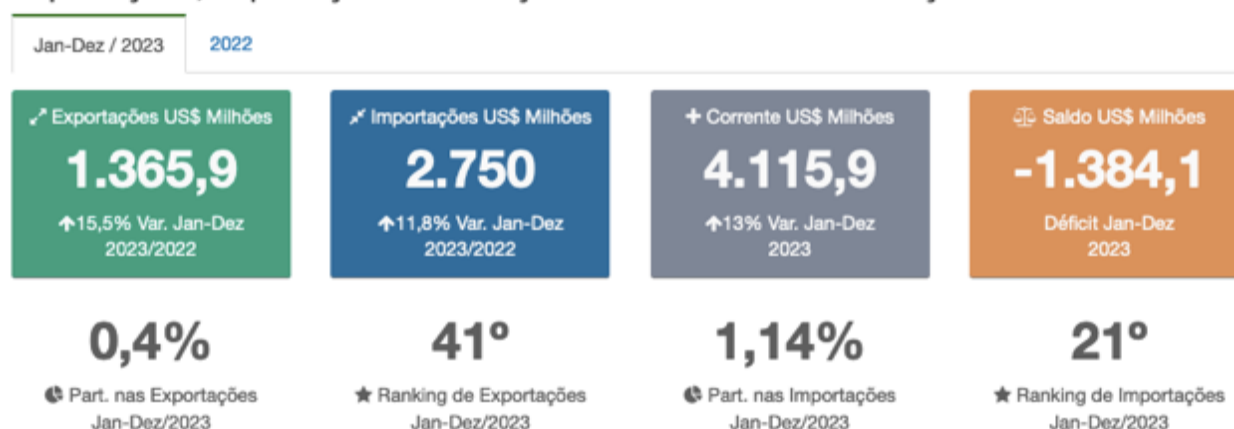 Jan-Dez / 2023
2022
Exportações US$ Milhões
1.365,9
15,5% Var. Jan-Dez
2023/2022
Importações US$ Milhões
2.750
11,8% Var. Jan-Dez
2023/2022
Corrente US$ Milhões
4.115,9
13% Var. Jan-Dez
2023
Saldo US$ Milhões
-1.384,1
Déficit Jan-Dez
2023
0,4%
Part. nas Exportações
Jan-Dez/2023
41º
Ranking de Exportações
Jan-Dez/2023
1,14%
Part. nas Importações
Jan-Dez/2023
21º
Ranking de Importações
Jan-Dez/2023